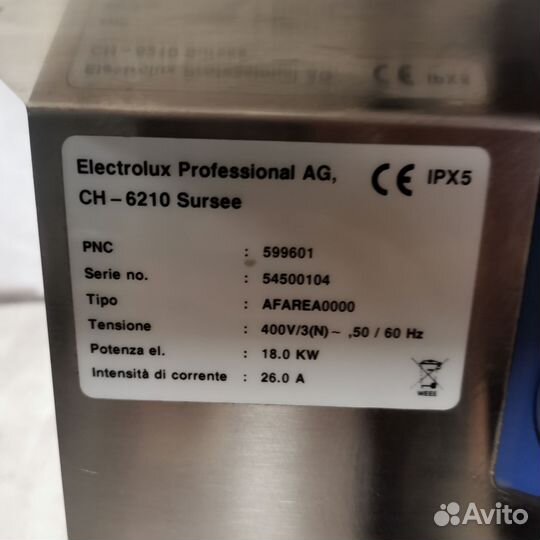 Electrolux Professional AG, CE IPX5
CH – 6210 Sursee
PNC : 599601
Serie no. : 54500104
Tipo : AFAREA0000
Tensione : 400V/3(N)~ ,50 / 60 Hz
Potenza el. : 18.0 KW
Intensità di corrente : 26.0 A
WEEE
Avito